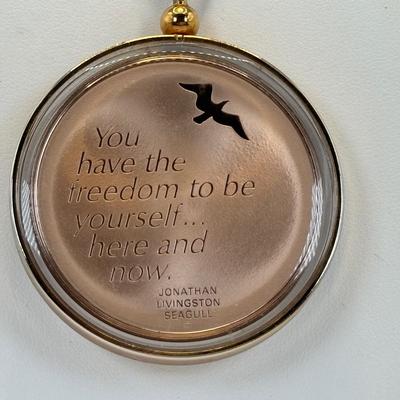 You
have the
freedom to be
yourself...
here and
now.
JONATHAN
LIVINGSTON
SEAGULL